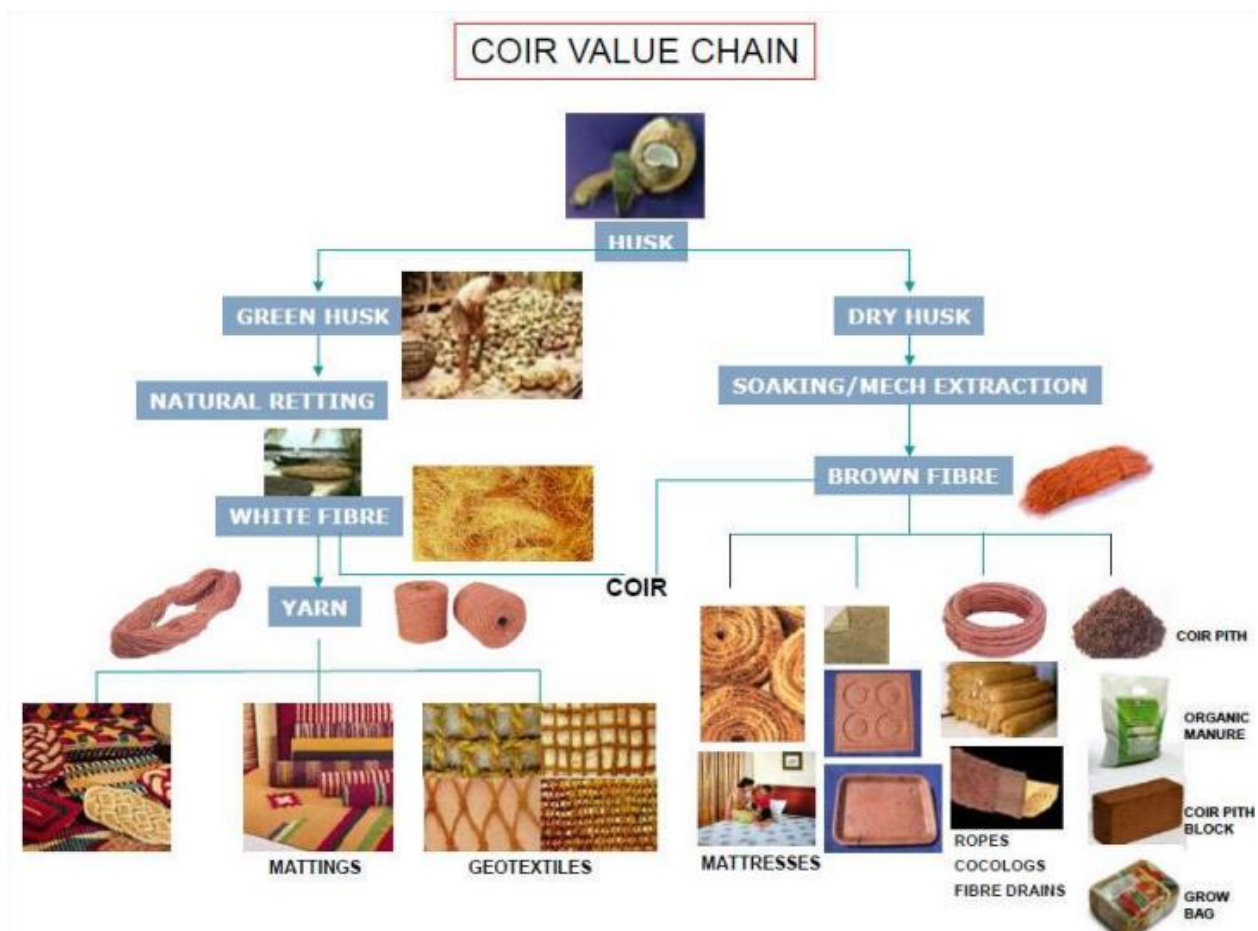 COIR VALUE CHAIN
HUSK
GREEN HUSK
DRY HUSK
NATURAL RETTING
SOAKING/MECH EXTRACTION
BROWN FIBRE
WHITE FIBRE
COIR
YARN
COIR PITH
ORGANIC
MANURE
COIR PITH
BLOCK
MATTINGS
GEOTEXTILES
MATTRESSES
ROPES
COCOLOGS
FIBRE DRAINS
GROW
BAG